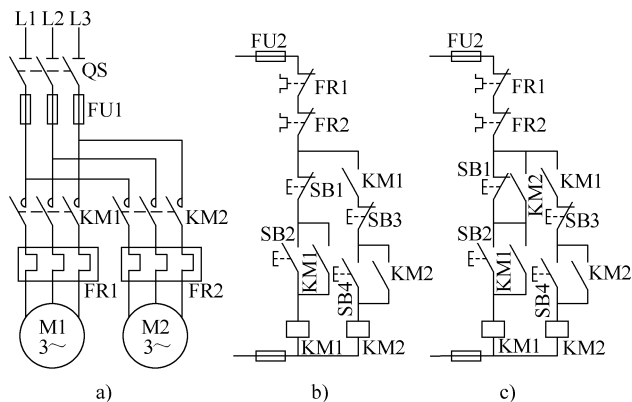 L1 L2 L3
QS
FU1
KM1
KM2
FR1
FR2
M1
3～
M2
3～
a)
FU2
FR1
FR2
SB1
KM1
SB3
SB2
KM1
SB4
KM2
KM1
KM2
b)
FU2
FR1
FR2
SB1
KM2
KM1
SB3
SB2
KM1
SB4
KM2
KM1
KM2
c)